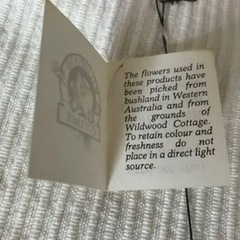 The flowers used in
these products have
been picked from
bushland in Western
Australia and from
the grounds of
Wildwood Cottage.
To retain colour and
freshness do not
place in a direct light
source.